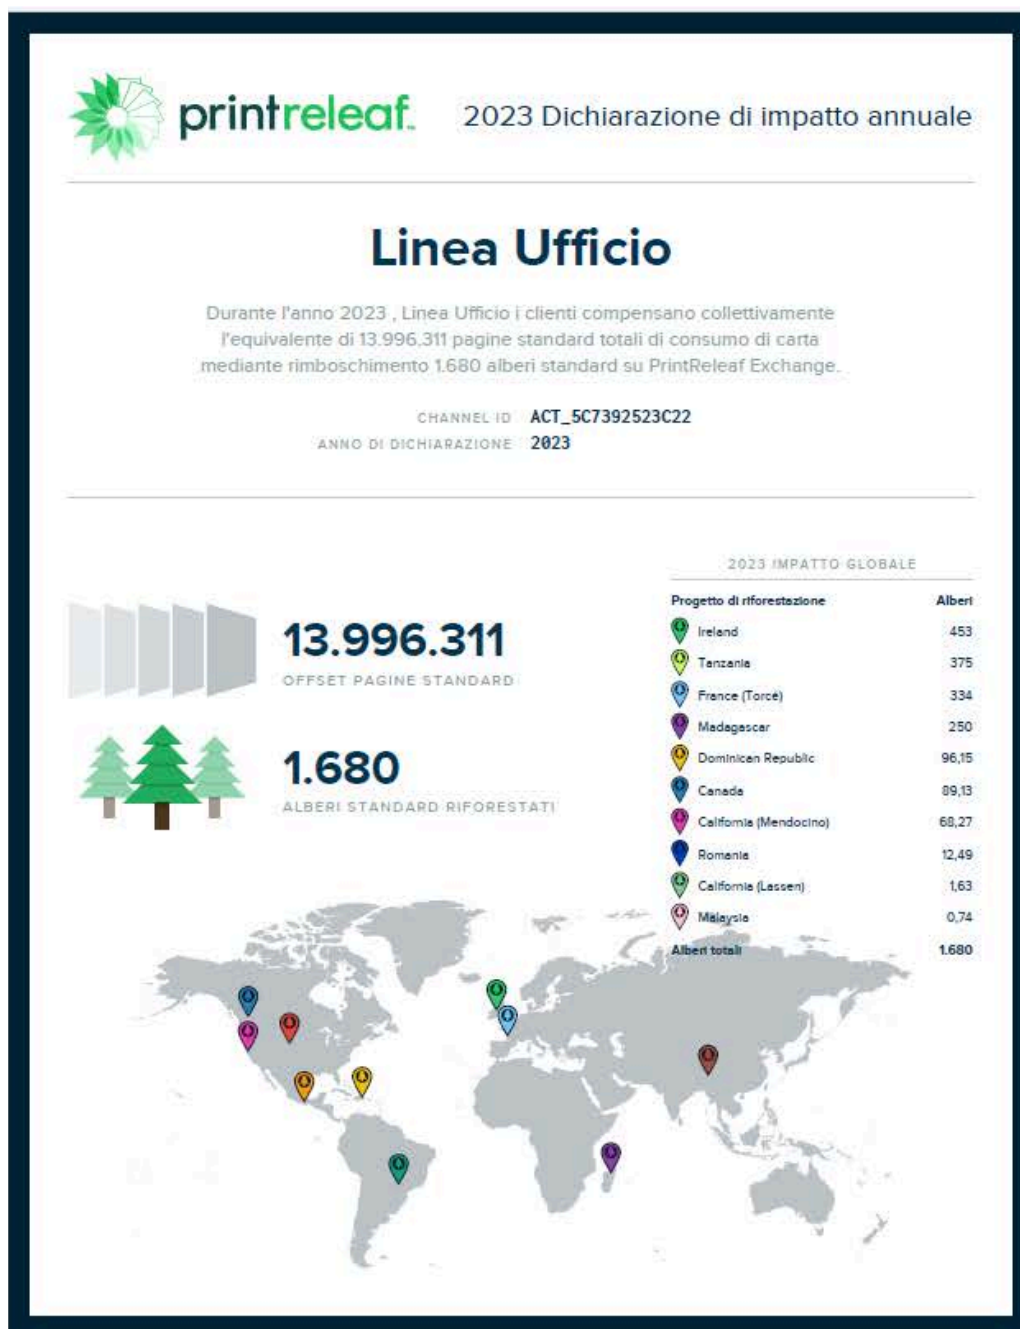 printreleaf
2023 Dichiarazione di impatto annuale
Linea Ufficio
Durante l'anno 2023 , Linea Ufficio i clienti compensano collettivamente
l'equivalente di 13.996.311 pagine standard totali di consumo di carta
mediante rimboschimento 1.680 alberi standard su PrintReleaf Exchange.
CHANNEL ID ACT_5C7392523C22
ANNO DI DICHIARAZIONE 2023
13.996.311
OFFSET PAGINE STANDARD
1.680
ALBERI STANDARD RIFORESTATI
2023 IMPATTO GLOBALE
Progetto di riforestazione Alberi
Ireland 453
Tanzania 375
France (Torcé) 334
Madagascar 250
Dominican Republic 96,15
Canada 89,13
California (Mendocino) 68,27
Romania 12,49
California (Lassen) 1,63
Malaysia 0,74
Alberi totali 1.680